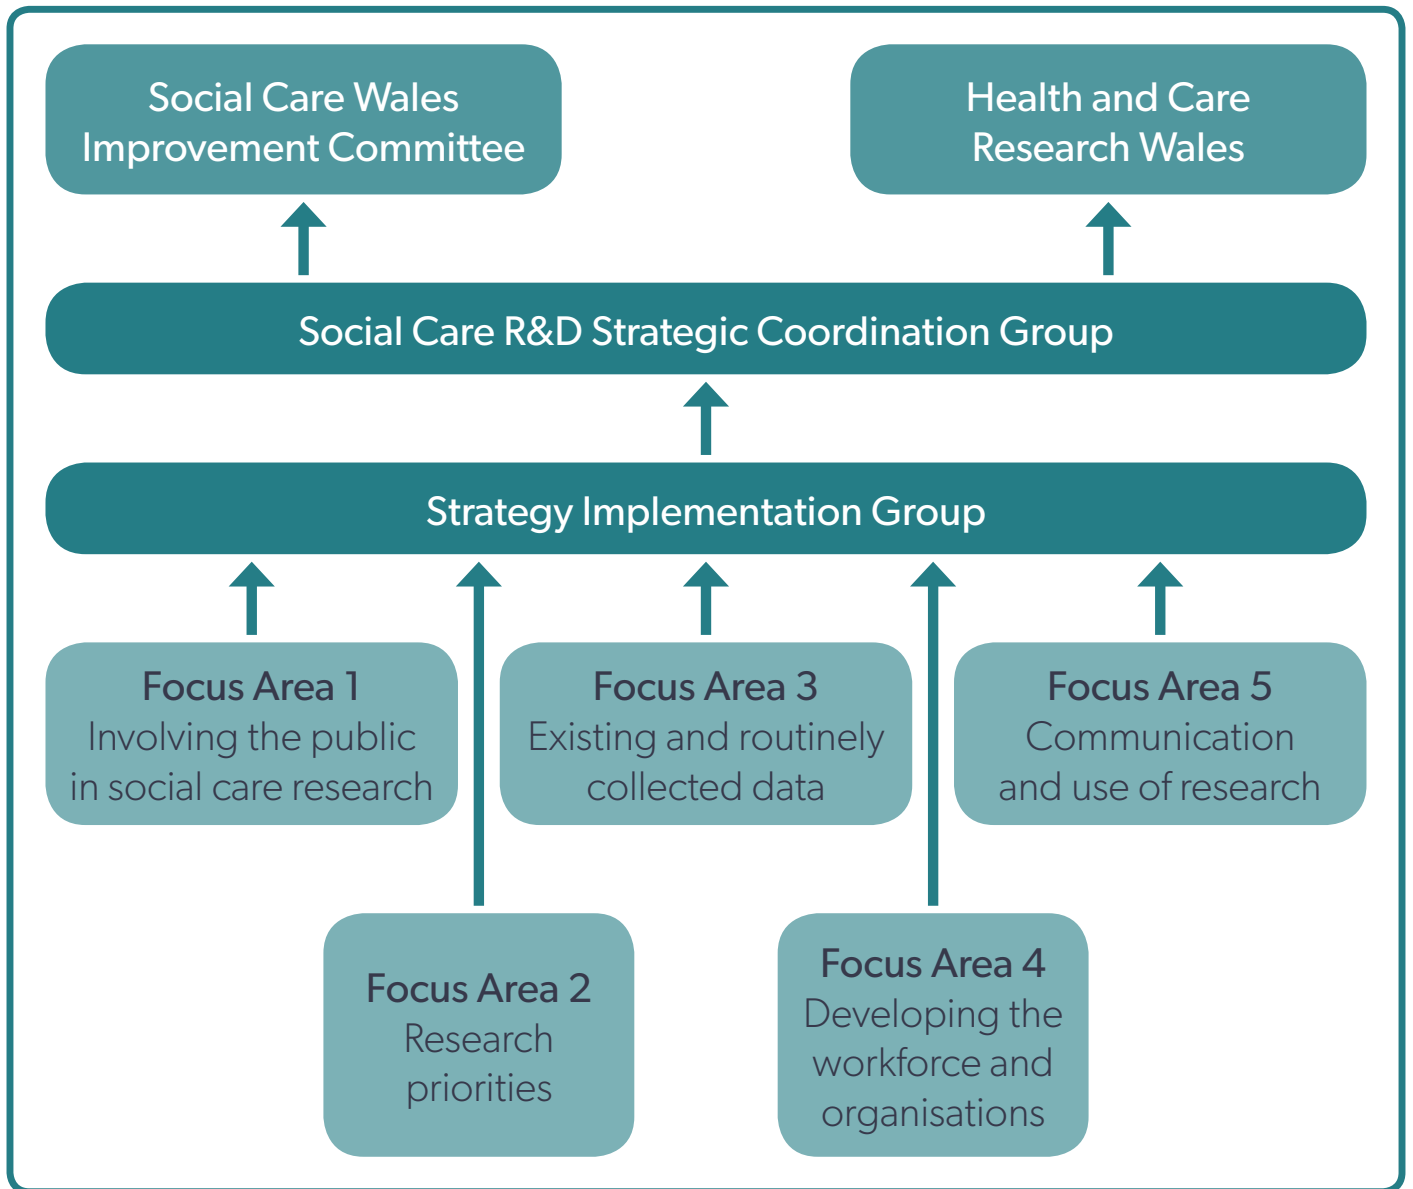 Social Care Wales
Improvement Committee
Health and Care
Research Wales
Social Care R&D Strategic Coordination Group
Strategy Implementation Group
Focus Area 1
Involving the public
in social care research
Focus Area 3
Existing and routinely
collected data
Focus Area 5
Communication
and use of research
Focus Area 2
Research
priorities
Focus Area 4
Developing the
workforce and
organisations